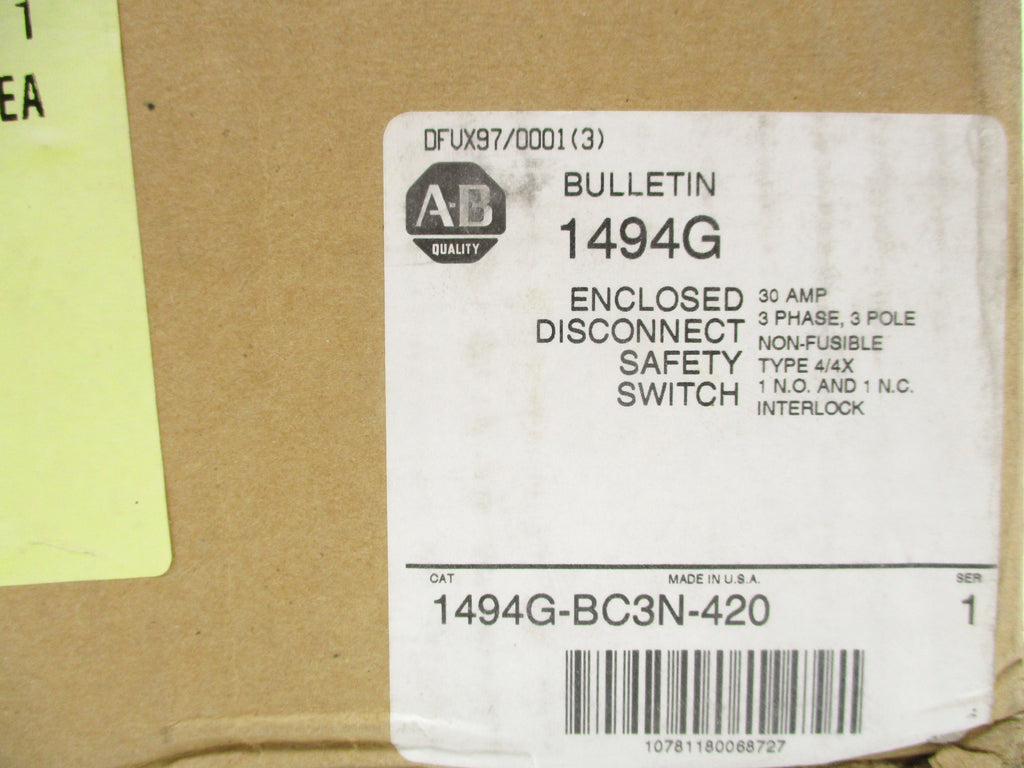 1
EA
DFUX97/0001(3)
A-B
QUALITY
BULLETIN
1494G
ENCLOSED
DISCONNECT
SAFETY
SWITCH
30 AMP
3 PHASE, 3 POLE
NON-FUSIBLE
TYPE 4/4X
1 N.O. AND 1 N.C.
INTERLOCK
CAT
MADE IN U.S.A.
SER
1494G-BC3N-420
1
10781180068727